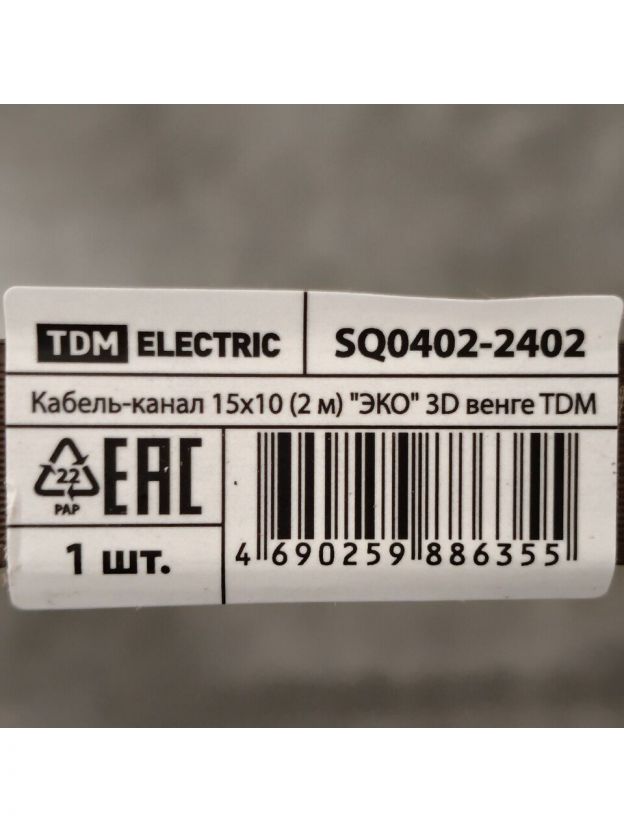 TDM ELECTRIC
SQ0402-2402
Кабель-канал 15х10 (2 м) "ЭКО" 3D венге TDM
22
PAP
EAC
1 шт.
4 690259 886355